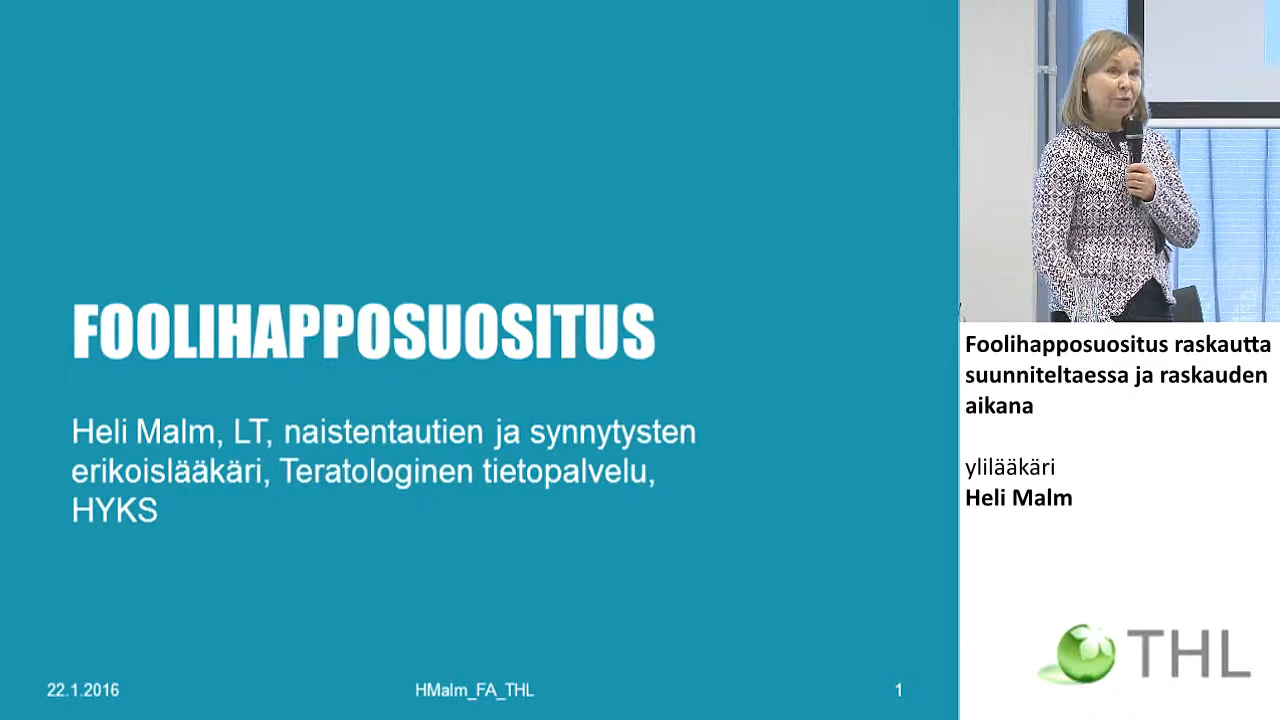 FOOLIHAPPOSUOSITUS
Heli Malm, LT, naistentautien ja synnytysten
erikoislääkäri, Teratologinen tietopalvelu,
HYKS
22.1.2016
HMalm_FA_THL
1
Foolihapposuositus raskautta
suunniteltaessa ja raskauden
aikana
ylilääkäri
Heli Malm
THL